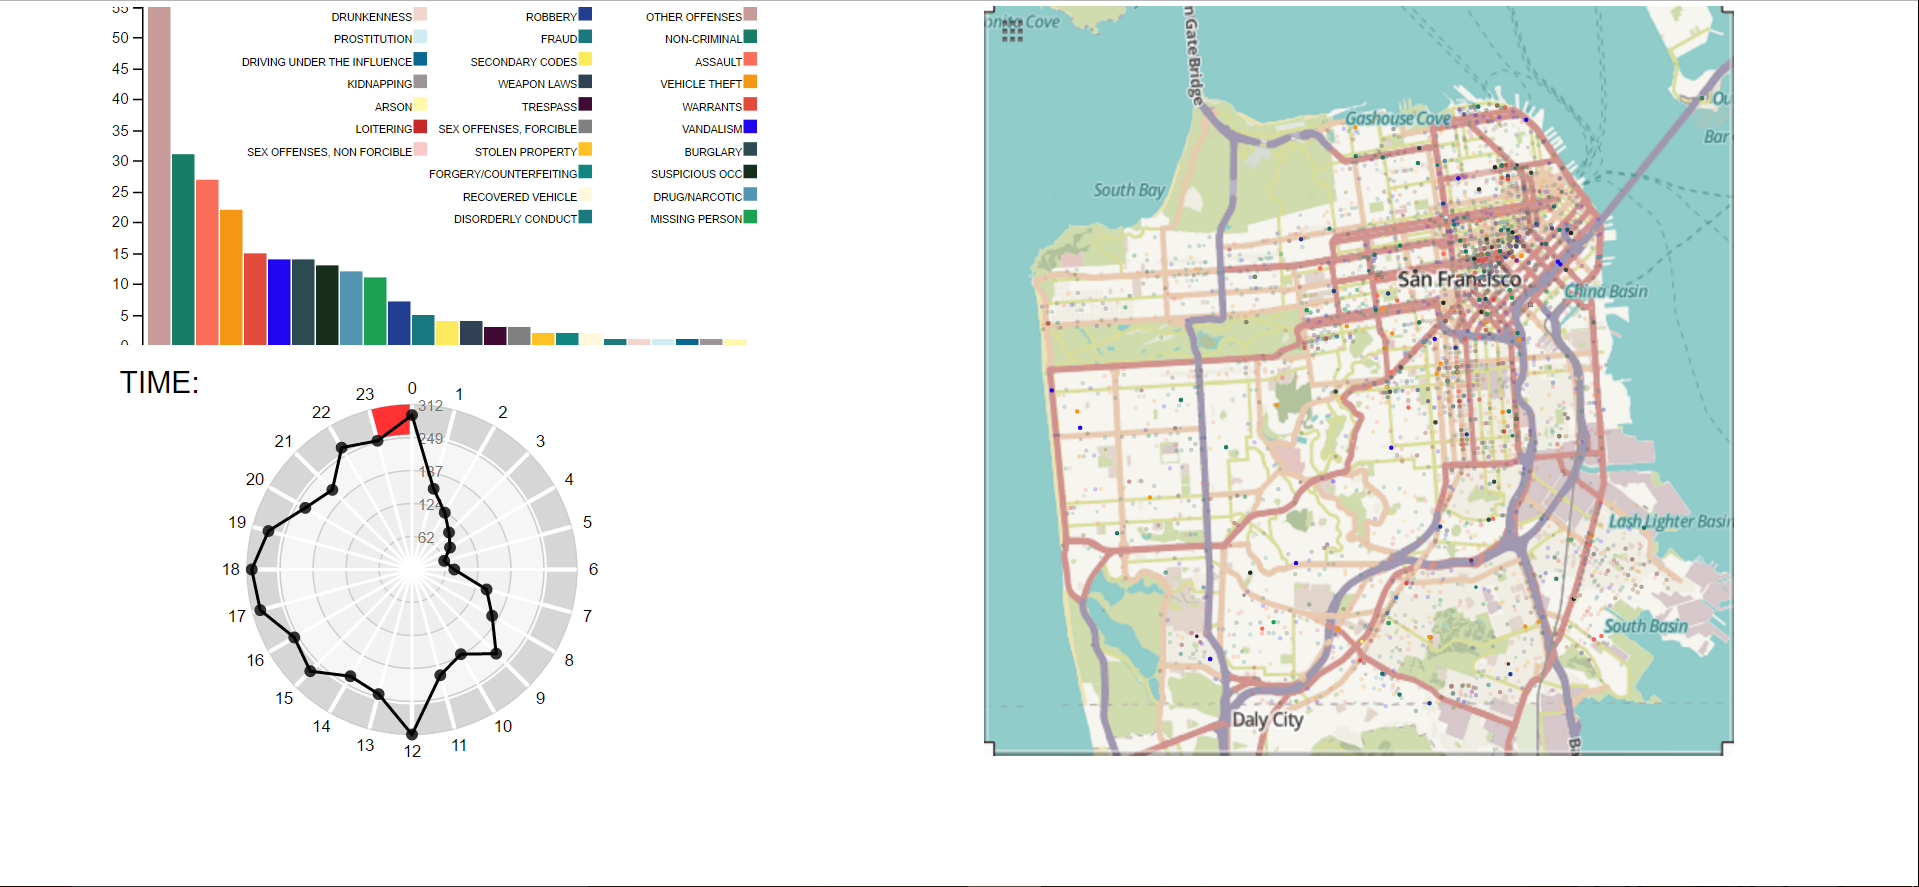 55
50
45
40
35
30
25
20
15
10
5
0
DRUNKENNESS
PROSTITUTION
DRIVING UNDER THE INFLUENCE
KIDNAPPING
ARSON
LOITERING
SEX OFFENSES, NON FORCIBLE
ROBBERY
FRAUD
SECONDARY CODES
WEAPON LAWS
TRESPASS
SEX OFFENSES, FORCIBLE
STOLEN PROPERTY
FORGERY/COUNTERFEITING
RECOVERED VEHICLE
DISORDERLY CONDUCT
OTHER OFFENSES
NON-CRIMINAL
ASSAULT
VEHICLE THEFT
WARRANTS
VANDALISM
BURGLARY
SUSPICIOUS OCC
DRUG/NARCOTIC
MISSING PERSON
TIME:
0
1
2
3
4
5
6
7
8
9
10
11
12
13
14
15
16
17
18
19
20
21
22
23
312
249
187
124
62
Cove
n Gate Bridge
Gashouse Cove
Ou
Bar
South Bay
San Francisco
China Basin
Lash Lighter Basin
South Basin
Daly City
Ba